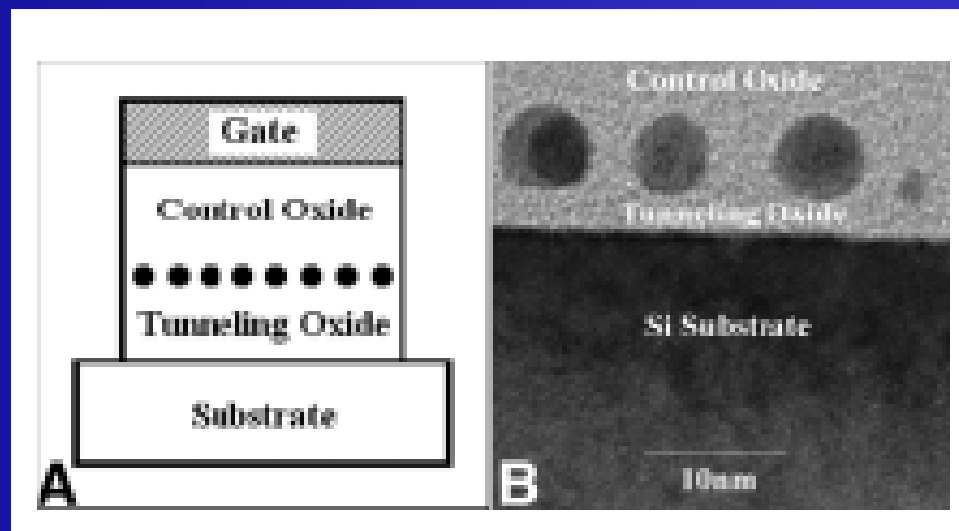 Gate
Control Oxide
Tunneling Oxide
Substrate
A
Control Oxide
Tunneling Oxide
Si Substrate
10nm
B